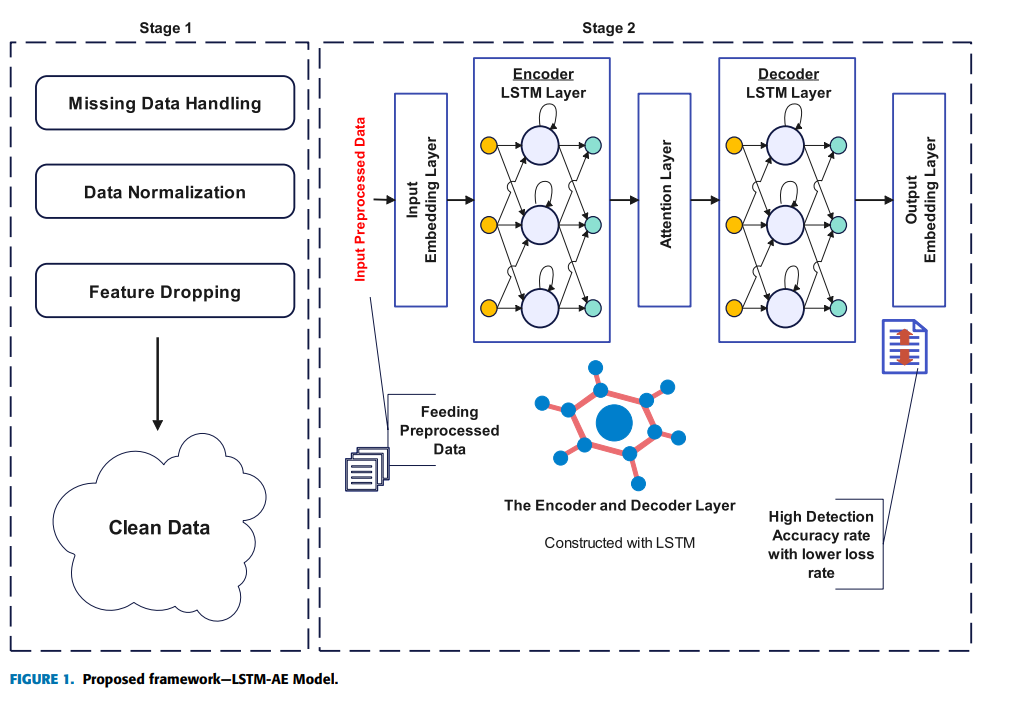 Stage 1
Missing Data Handling
Data Normalization
Feature Dropping
Clean Data
Stage 2
Input Preprocessed Data
Input
Embedding Layer
Encoder
LSTM Layer
Attention Layer
Decoder
LSTM Layer
Output
Embedding Layer
Feeding
Preprocessed
Data
The Encoder and Decoder Layer
Constructed with LSTM
High Detection
Accuracy rate
with lower loss
rate
FIGURE 1. Proposed framework—LSTM-AE Model.